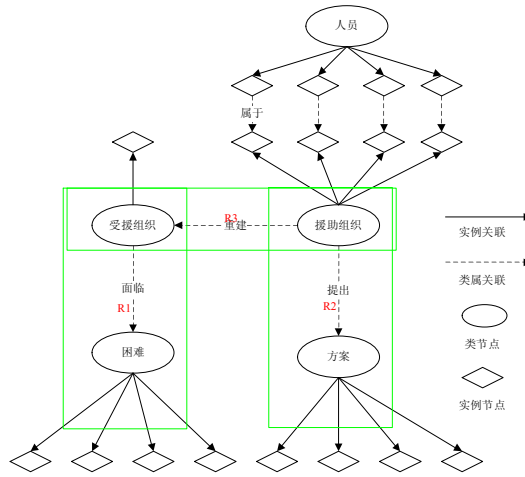 人员
属于
受援组织
R3
重建
援助组织
实例关联
面临
R1
提出
R2
类属关联
困难
方案
类节点
实例节点